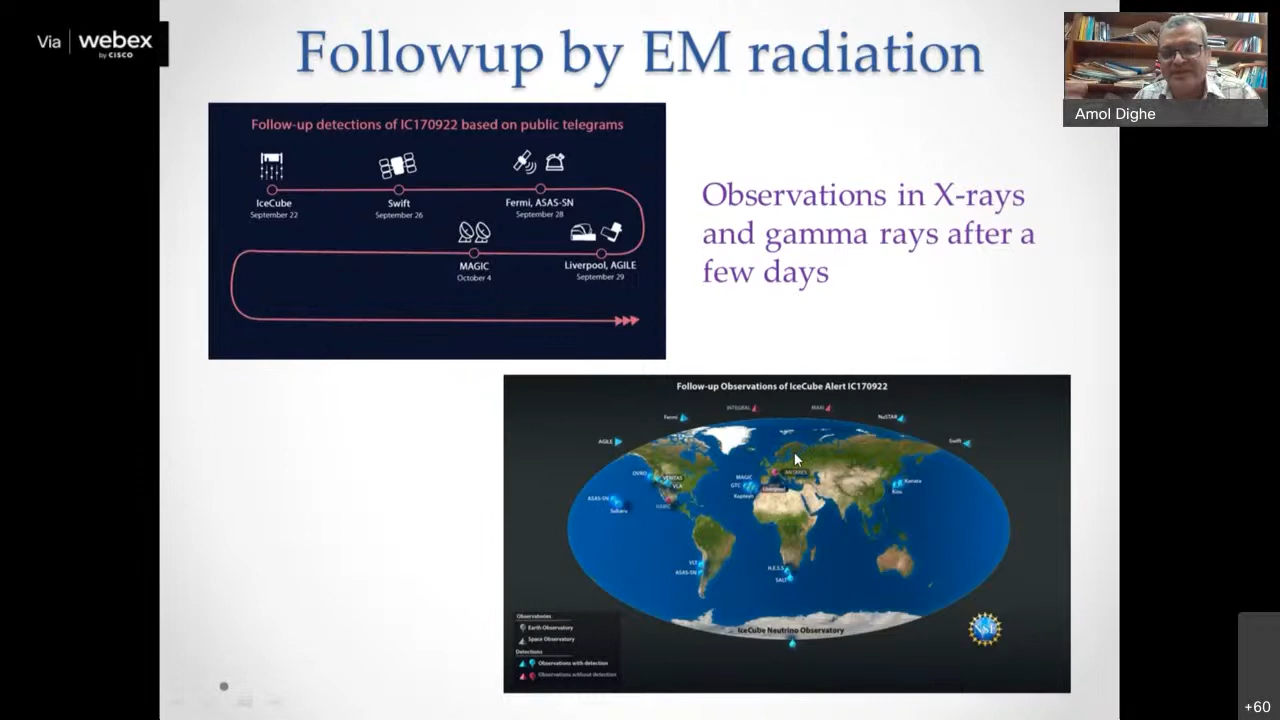 Via | webex
by CISCO
Followup by EM radiation
Amol Dighe
Follow-up detections of IC170922 based on public telegrams
IceCube
September 22
Swift
September 26
Fermi, ASAS-SN
September 28
MAGIC
October 4
Liverpool, AGILE
September 29
Observations in X-rays
and gamma rays after a
few days
Follow-up Observations of IceCube Alert IC170922
Fermi
INTEGRAL
MAXI
NuSTAR
AGILE
Swift
OVRO
VERITAS
VLA
HAWC
ASAS-SN
Subaru
MAGIC
GTC
Kapteyn
Liverpool
ANTARES
Kanata
Kiso
VLT
ASAS-SN
H.E.S.S.
SALT
IceCube Neutrino Observatory
Observatories
Earth Observatory
Space Observatory
Detections
Observations with detection
Observations without detection
NSF
+60